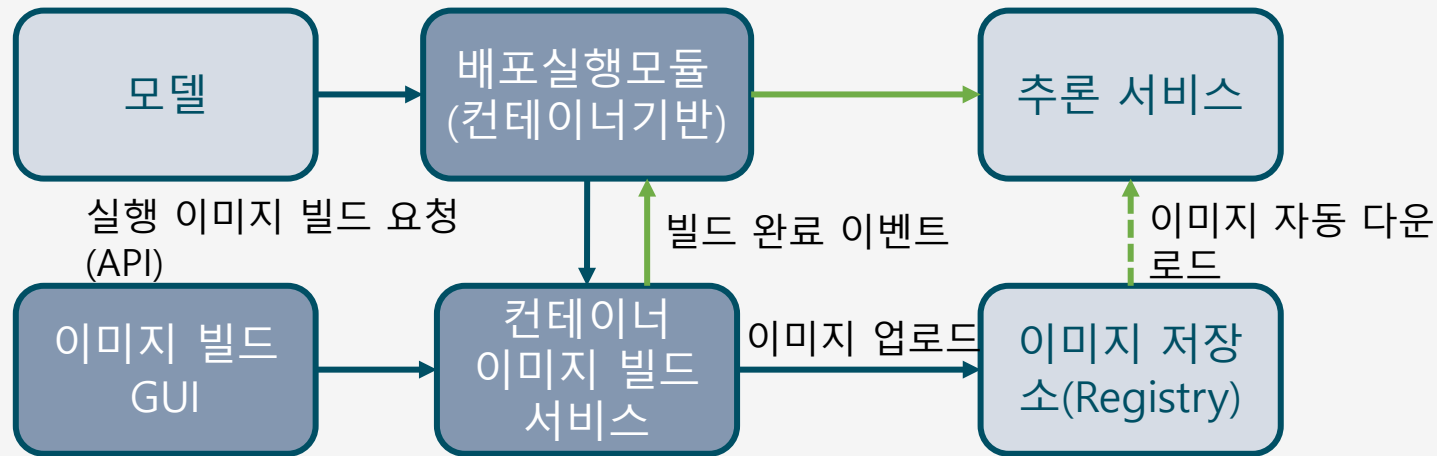 모델
배포실행모듈
(컨테이너기반)
추론 서비스
실행 이미지 빌드 요청
(API)
빌드 완료 이벤트
이미지 자동 다운
로드
이미지 빌드
GUI
컨테이너
이미지 빌드
서비스
이미지 업로드
이미지 저장
소(Registry)